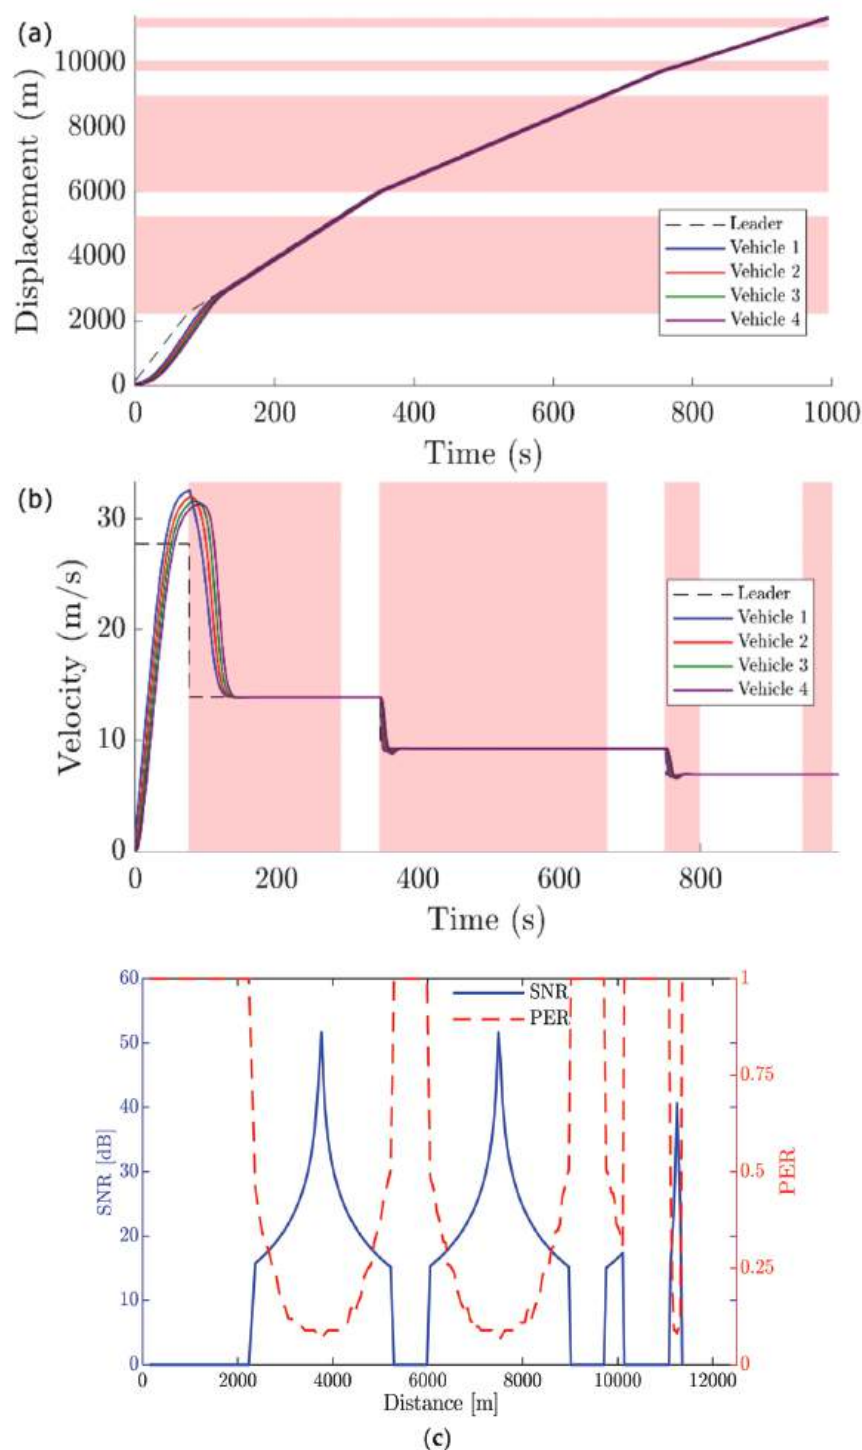 (a)
Displacement (m)
10000
8000
6000
4000
2000
0
Leader
Vehicle 1
Vehicle 2
Vehicle 3
Vehicle 4
0 200 400 600 800 1000
Time (s)
(b)
Velocity (m/s)
30
20
10
0
Leader
Vehicle 1
Vehicle 2
Vehicle 3
Vehicle 4
0 200 400 600 800
Time (s)
SNR [dB]
60
50
40
30
20
10
0
SNR
PER
1
0.75
0.5
0.25
0
PER
0 2000 4000 6000 8000 10000 12000
Distance [m]
(c)